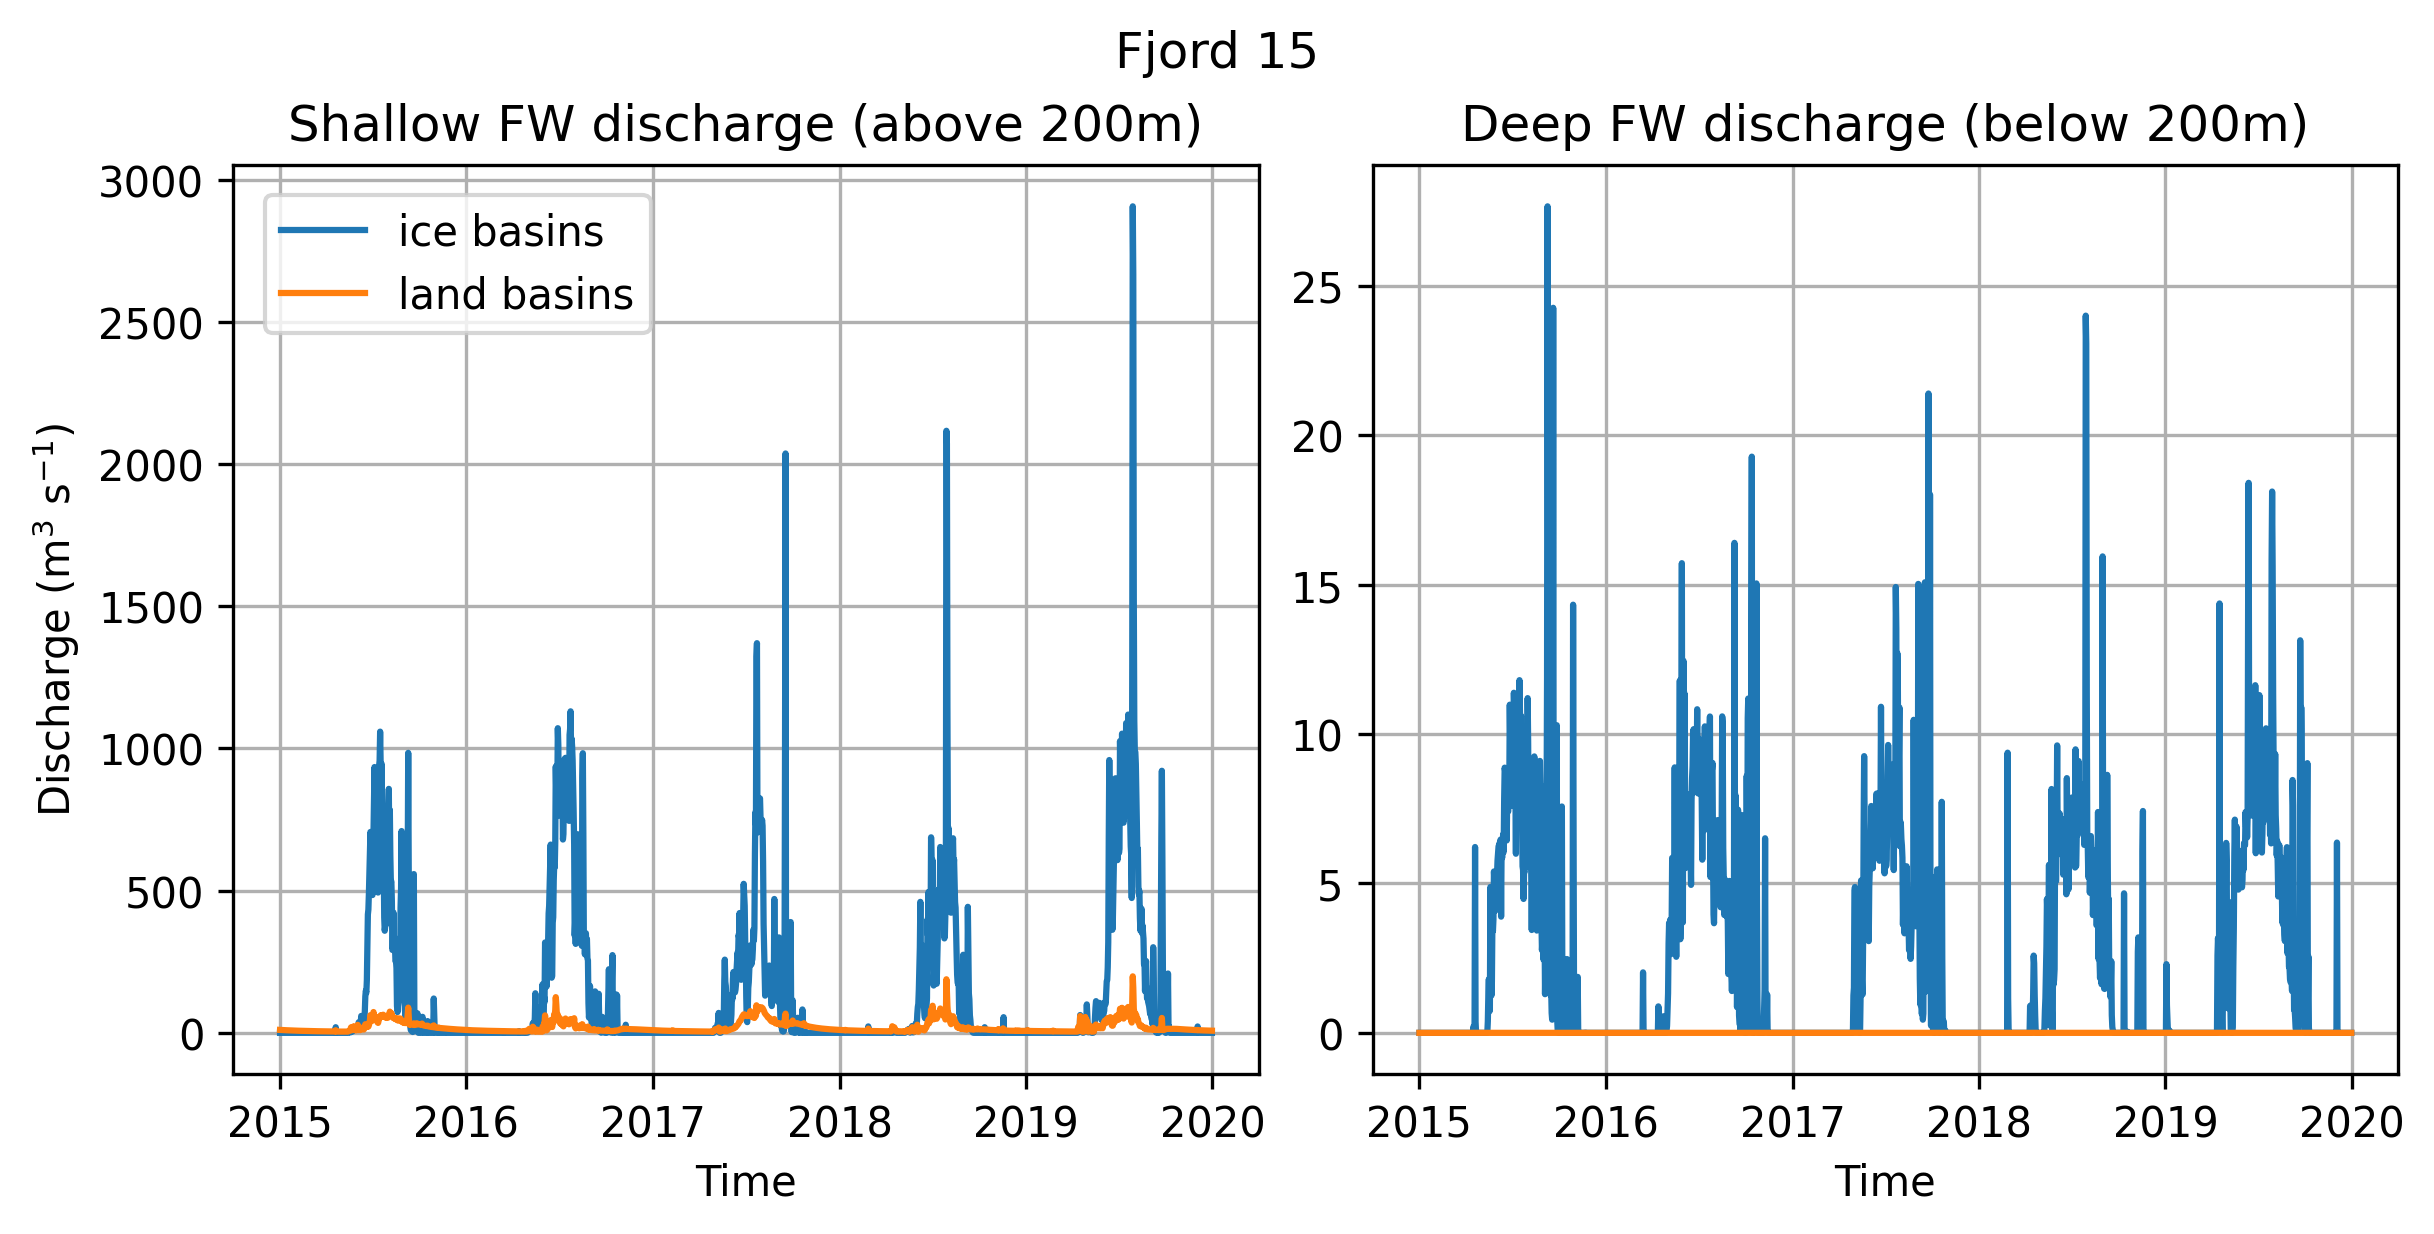 Fjord 15
Shallow FW discharge (above 200m)
Deep FW discharge (below 200m)
Discharge (m³ s⁻¹)
3000
2500
2000
1500
1000
500
0
ice basins
land basins
2015 2016 2017 2018 2019 2020
Time
25
20
15
10
5
0
2015 2016 2017 2018 2019 2020
Time